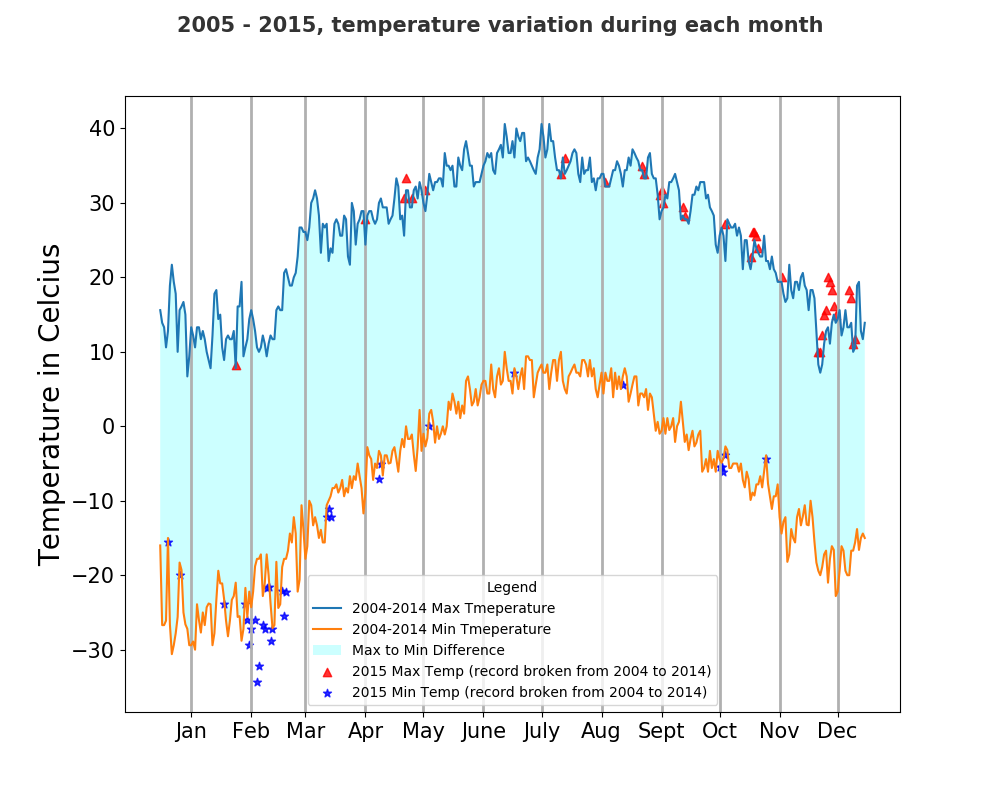 2005 - 2015, temperature variation during each month
Temperature in Celcius
40
30
20
10
0
−10
−20
−30
Jan Feb Mar Apr May June July Aug Sept Oct Nov Dec
Legend
2004-2014 Max Tmeperature
2004-2014 Min Tmeperature
Max to Min Difference
2015 Max Temp (record broken from 2004 to 2014)
2015 Min Temp (record broken from 2004 to 2014)